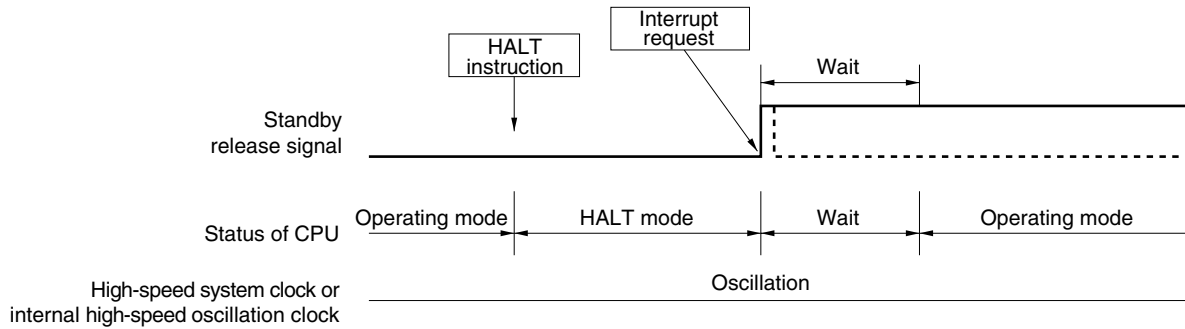 Interrupt
request
HALT
instruction
Wait
Standby
release signal
Status of CPU
Operating mode
HALT mode
Wait
Operating mode
High-speed system clock or
internal high-speed oscillation clock
Oscillation